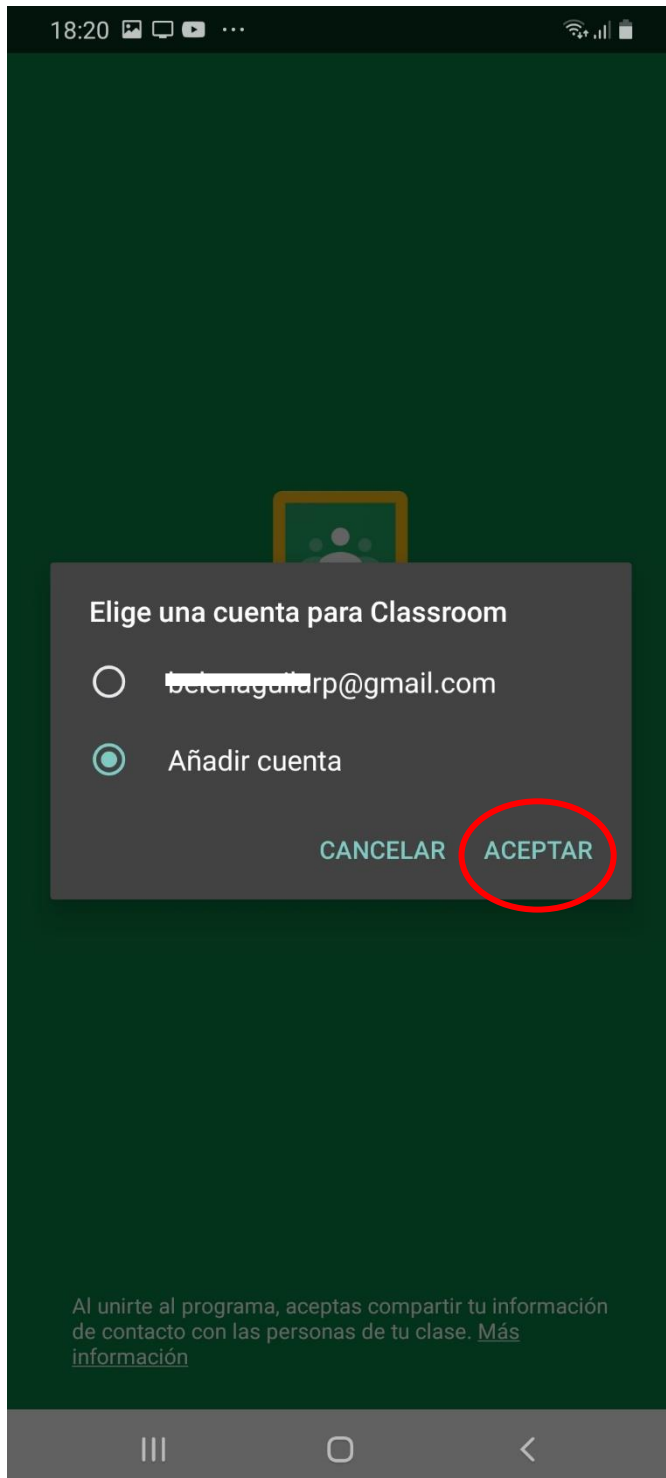 18:20 ...
Elige una cuenta para Classroom
rp@gmail.com
Añadir cuenta
CANCELAR ACEPTAR
Al unirte al programa, aceptas compartir tu información
de contacto con las personas de tu clase. Más
información